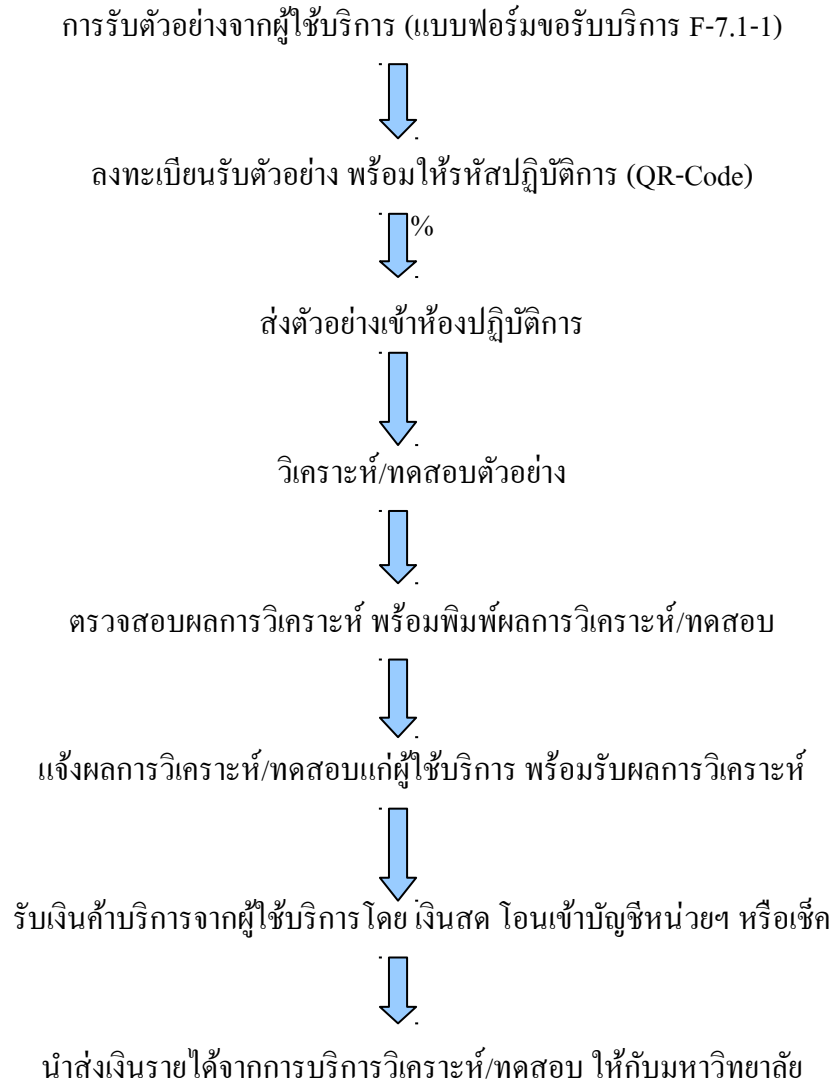 การรับตัวอย่างจากผู้ใช้บริการ (แบบฟอร์มขอรับบริการ F-7.1-1)
ลงทะเบียนรับตัวอย่าง พร้อมให้รหัสปฏิบัติการ (QR-Code)
%
ส่งตัวอย่างเข้าห้องปฏิบัติการ
วิเคราะห์/ทดสอบตัวอย่าง
ตรวจสอบผลการวิเคราะห์ พร้อมพิมพ์ผลการวิเคราะห์/ทดสอบ
แจ้งผลการวิเคราะห์/ทดสอบแก่ผู้ใช้บริการ พร้อมรับผลการวิเคราะห์
รับเงินค้าบริการจากผู้ใช้บริการโดย เงินสด โอนเข้าบัญชีหน่วยฯ หรือเช็ค
นำส่งเงินรายได้จากการบริการวิเคราะห์/ทดสอบ ให้กับมหาวิทยาลัย